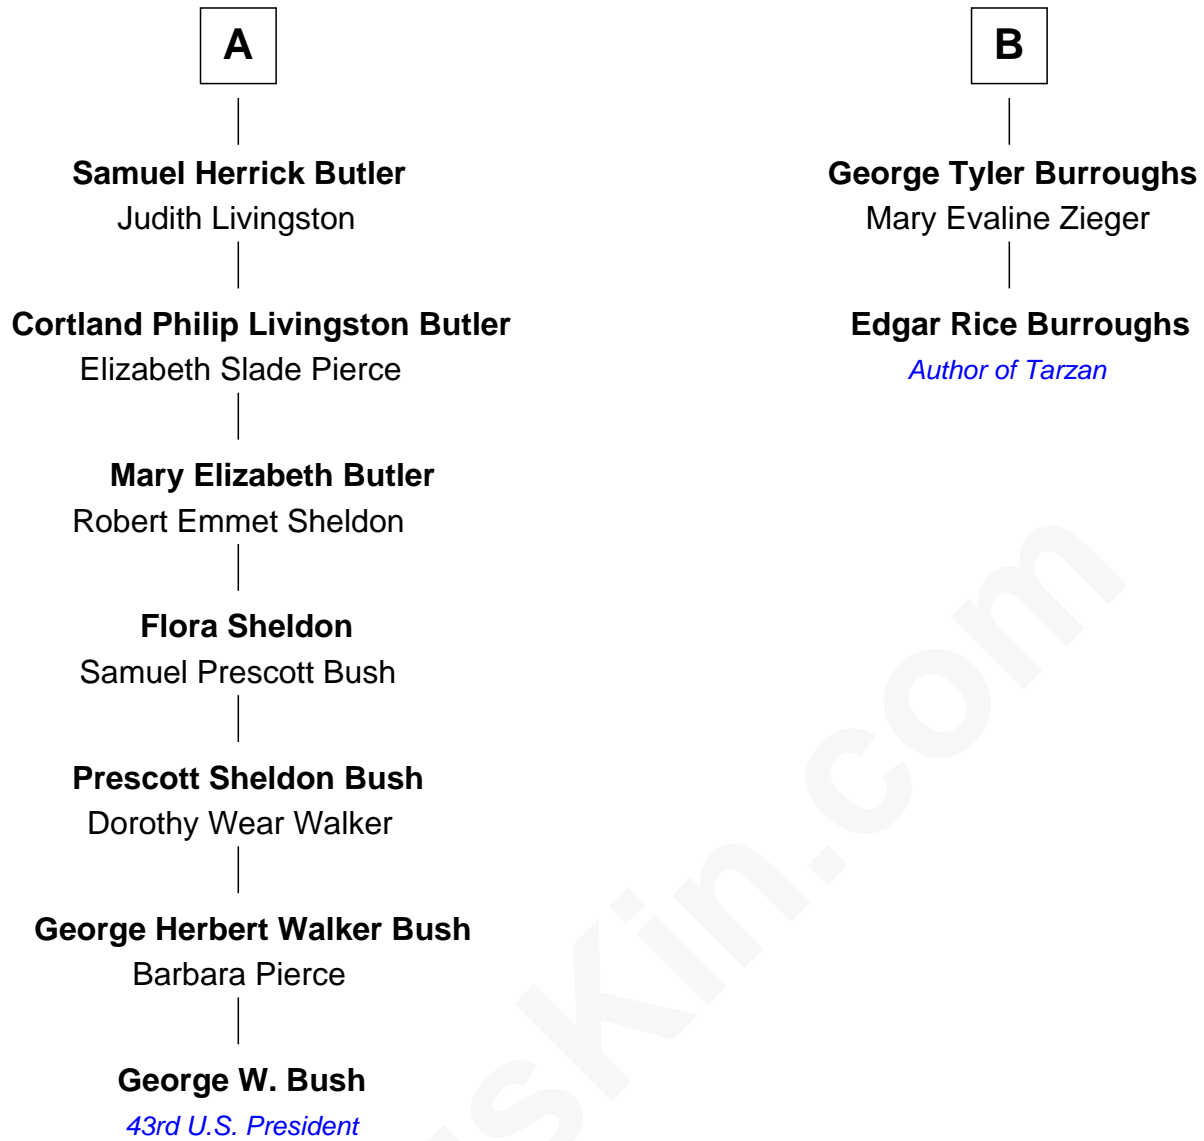 A
Samuel Herrick Butler
Judith Livingston
Cortland Philip Livingston Butler
Elizabeth Slade Pierce
Mary Elizabeth Butler
Robert Emmet Sheldon
Flora Sheldon
Samuel Prescott Bush
Prescott Sheldon Bush
Dorothy Wear Walker
George Herbert Walker Bush
Barbara Pierce
George W. Bush
43rd U.S. President
B
George Tyler Burroughs
Mary Evaline Zieger
Edgar Rice Burroughs
Author of Tarzan
usKin.com